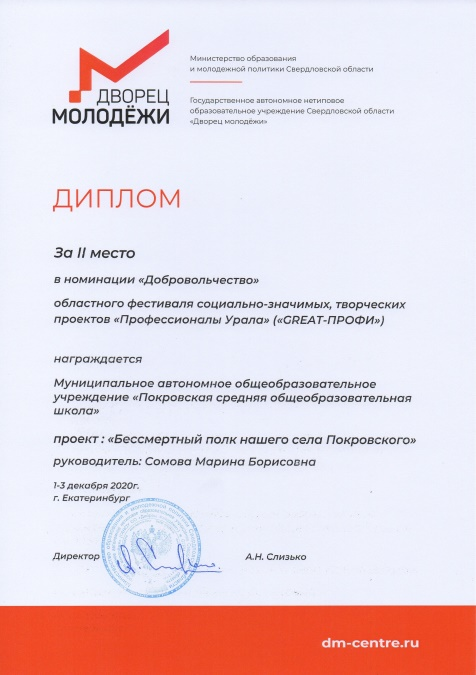 ДВОРЕЦ
МОЛОДЁЖИ
Министерство образования
и молодежной политики Свердловской области
Государственное автономное нетиповое
образовательное учреждение Свердловской области
«Дворец молодёжи»
ДИПЛОМ
За II место
в номинации «Добровольчество»
областного фестиваля социально-значимых, творческих
проектов «Профессионалы Урала» («GREAT-ПРОФИ»)
награждается
Муниципальное автономное общеобразовательное
учреждение «Покровская средняя общеобразовательная
школа»
проект : «Бессмертный полк нашего села Покровского»
руководитель: Сомова Марина Борисовна
1-3 декабря 2020г.
г. Екатеринбург
Директор
А.Н. Слизько
dm-centre.ru